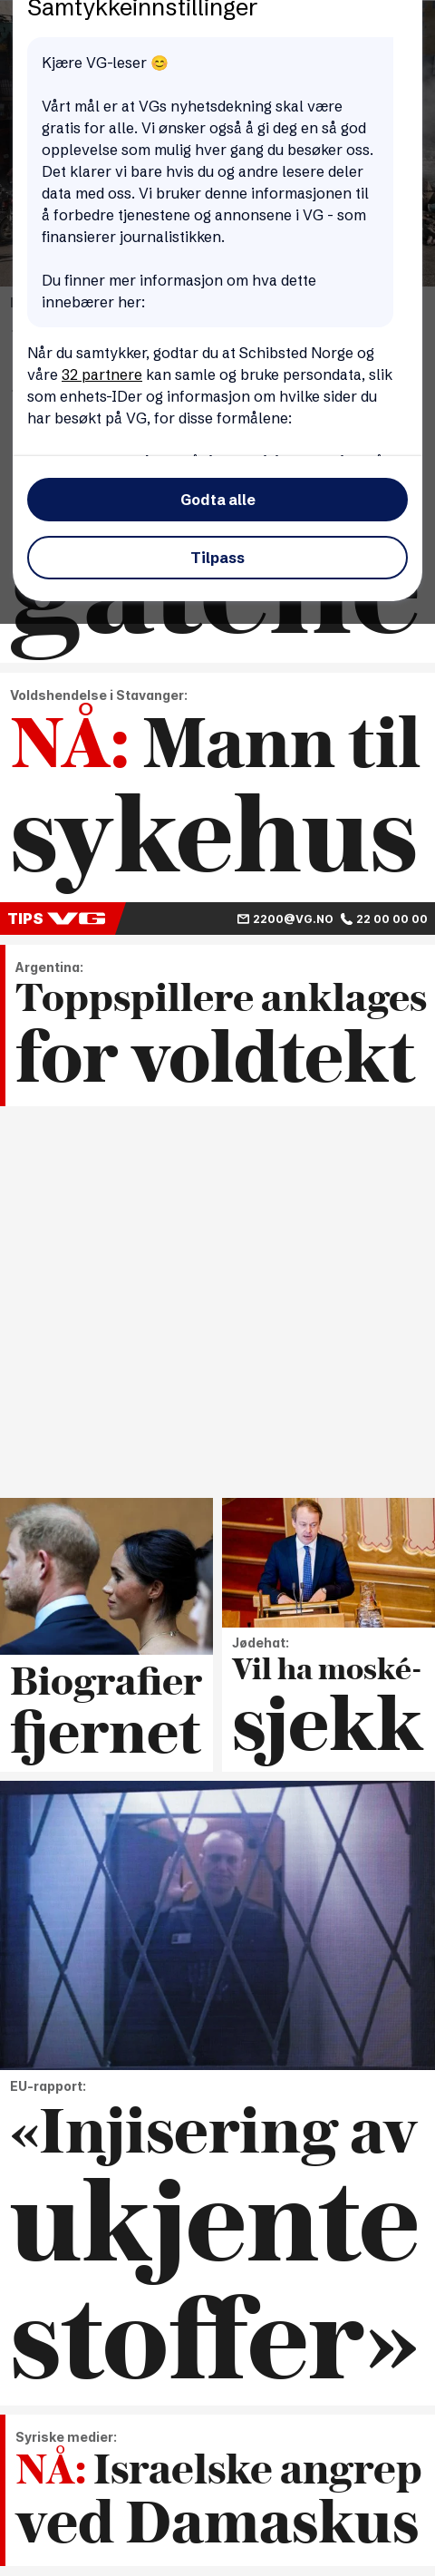 Samtykkeinnstillinger
Kjære VG-leser 😊
Vårt mål er at VGs nyhetsdekning skal være
gratis for alle. Vi ønsker også å gi deg en så god
opplevelse som mulig hver gang du besøker oss.
Det klarer vi bare hvis du og andre lesere deler
data med oss. Vi bruker denne informasjonen til
å forbedre tjenestene og annonsene i VG - som
finansierer journalistikken.
Du finner mer informasjon om hva dette
innebærer her:
Når du samtykker, godtar du at Schibsted Norge og
våre 32 partnere kan samle og bruke persondata, slik
som enhets-IDer og informasjon om hvilke sider du
har besøkt på VG, for disse formålene:
Godta alle
Tilpass
gatene
Voldshendelse i Stavanger:
NÅ: Mann til
sykehus
TIPS VG 2200@VG.NO 22 00 00 00
Argentina:
Toppspillere anklages
for voldtekt
Biografier
fjernet
Jødehat:
Vil ha moské-
sjekk
EU-rapport:
«Injisering av
ukjente
stoffer»
Syriske medier:
NÅ: Israelske angrep
ved Damaskus